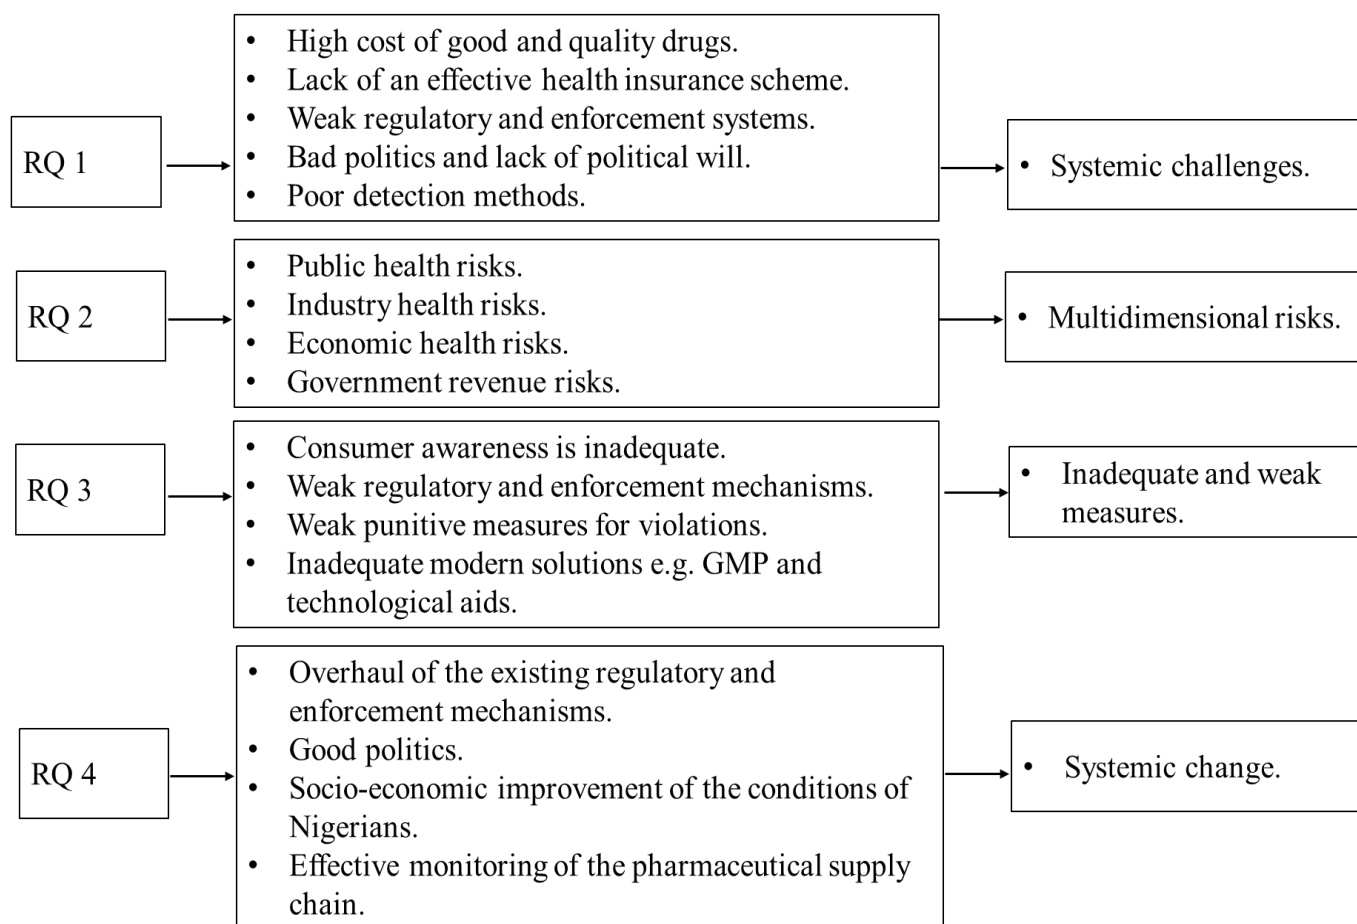 RQ 1
• High cost of good and quality drugs.
• Lack of an effective health insurance scheme.
• Weak regulatory and enforcement systems.
• Bad politics and lack of political will.
• Poor detection methods.
• Systemic challenges.
RQ 2
• Public health risks.
• Industry health risks.
• Economic health risks.
• Government revenue risks.
• Multidimensional risks.
RQ 3
• Consumer awareness is inadequate.
• Weak regulatory and enforcement mechanisms.
• Weak punitive measures for violations.
• Inadequate modern solutions e.g. GMP and
technological aids.
• Inadequate and weak
measures.
RQ 4
• Overhaul of the existing regulatory and
enforcement mechanisms.
• Good politics.
• Socio-economic improvement of the conditions of
Nigerians.
• Effective monitoring of the pharmaceutical supply
chain.
• Systemic change.